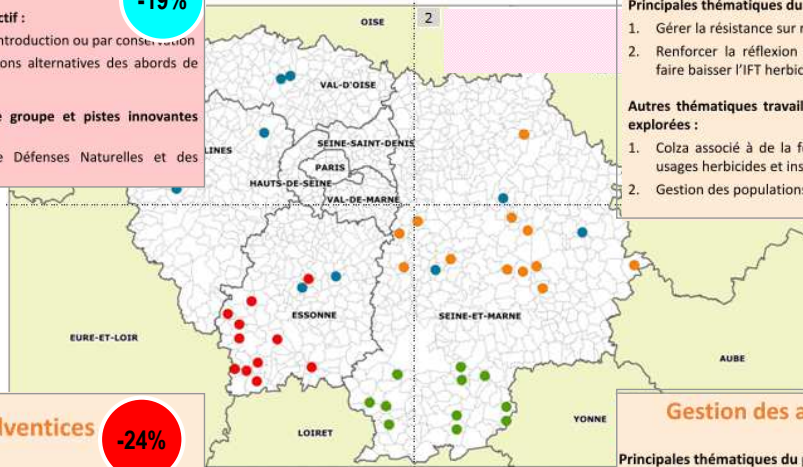 -19%
ctif :
ntroduction ou par conservation
ons alternatives des abords de
e groupe et pistes innovantes
e Défenses Naturelles et des
OISE
2
Principales thématiques du
1. Gérer la résistance sur
2. Renforcer la réflexion
faire baisser l'IFT herbic
Autres thématiques travail
explorées :
1. Colza associé à de la f
usages herbicides et ins
2. Gestion des populations
VAL-D'OISE
LINES
SEINE-SAINT-DENIS
PARIS
HAUTS-DE-SEINE
VAL-DE-MARNE
ESSONNE
SEINE-ET-MARNE
EURE-ET-LOIR
AUBE
LOIRET
YONNE
lventices
-24%
Gestion des a
Principales thématiques du p